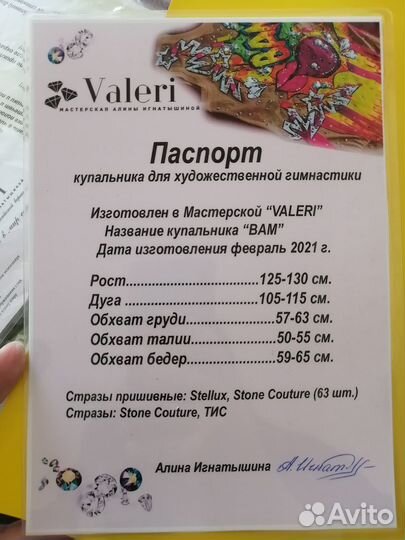 Valeri
МАСТЕРСКАЯ АЛИНЫ ИГНАТЫШИНОЙ
Паспорт
купальника для художественной гимнастики
Изготовлен в Мастерской “VALERI”
Название купальника “BAM”
Дата изготовления февраль 2021 г.
Рост.............................125-130 см.
Дуга.............................105-115 см.
Обхват груди....................57-63 см.
Обхват талии....................50-55 см.
Обхват бедер....................59-65 см.
Стразы пришивные: Stellux, Stone Couture (63 шт.)
Стразы: Stone Couture, ТИС
Алина Игнатышина
Avito